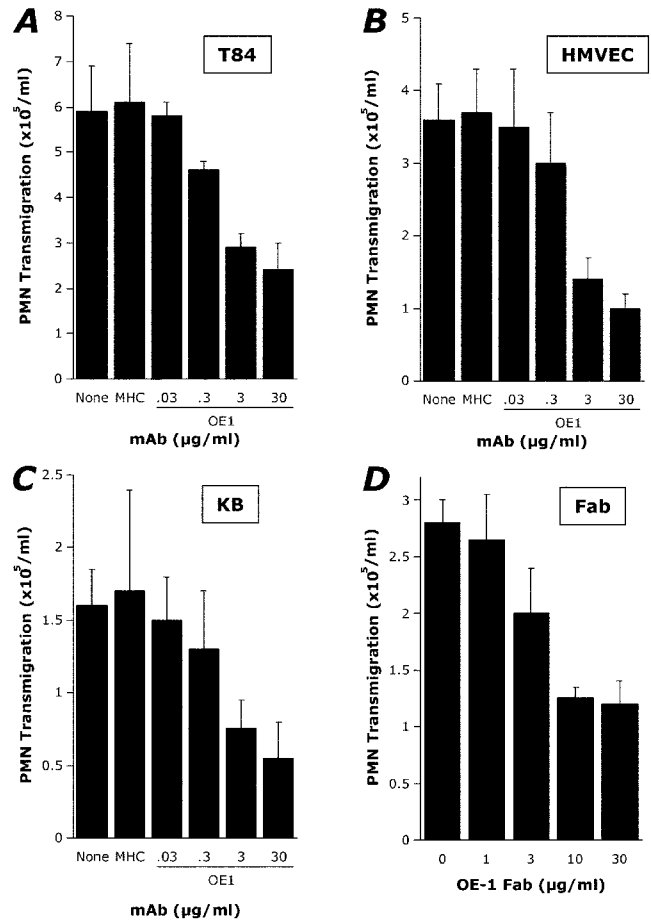 A
T84
PMN Transmigration (x10⁵/ml)
8
7
6
5
4
3
2
1
0
None MHC .03 .3 3 30
OE1
mAb (µg/ml)
B
HMVEC
PMN Transmigration (x10⁵/ml)
5
4
3
2
1
0
None MHC .03 .3 3 30
OE1
mAb (µg/ml)
C
KB
PMN Transmigration (x10⁵/ml)
2.5
2
1.5
1
0.5
0
None MHC .03 .3 3 30
OE1
mAb (µg/ml)
D
Fab
PMN Transmigration (x10⁵/ml)
3
2.5
2
1.5
1
0.5
0
0 1 3 10 30
OE-1 Fab (µg/ml)